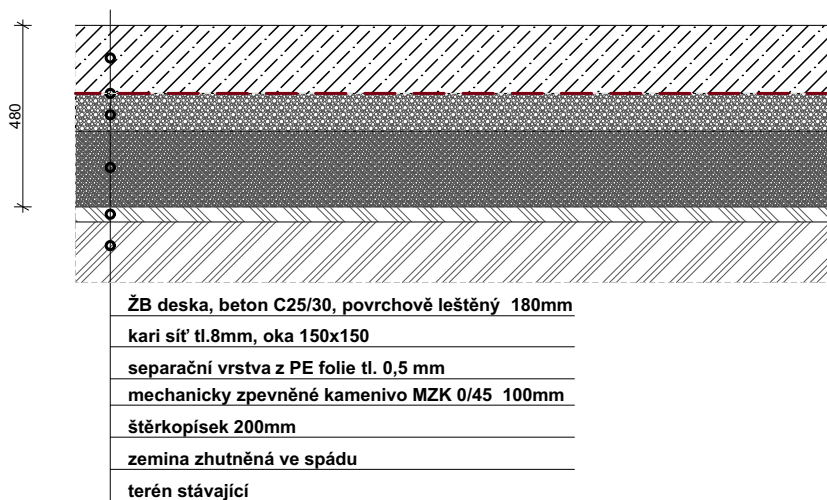 480
ŽB deska, beton C25/30, povrchově leštěný 180mm
kari síť tl.8mm, oka 150x150
separační vrstva z PE folie tl. 0,5 mm
mechanicky zpevněné kamenivo MZK 0/45 100mm
štěrkopísek 200mm
zemina zhutněná ve spádu
terén stávající